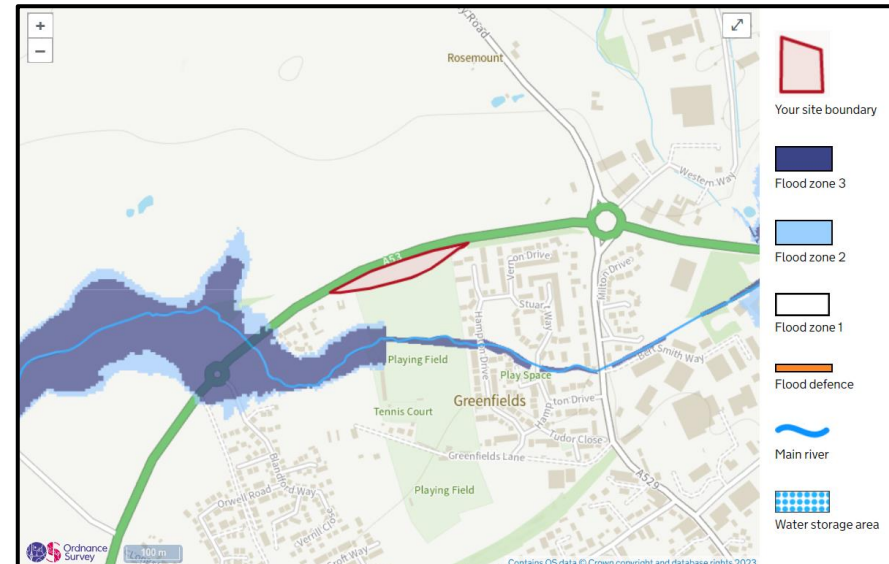 +
−
Rosemount
Western Way
A53
Vernon Drive
Milton Drive
Stuart Way
Hampton Drive
Bert Smith Way
Playing Field
Play Space
Greenfields
Tennis Court
Hampton Drive
Tudor Close
Greenfields Lane
Blandford Way
Orwell Road
Playing Field
A529
Ordnance
Survey
100 m
Contains OS data © Crown copyright and database rights 2023
Your site boundary
Flood zone 3
Flood zone 2
Flood zone 1
Flood defence
Main river
Water storage area